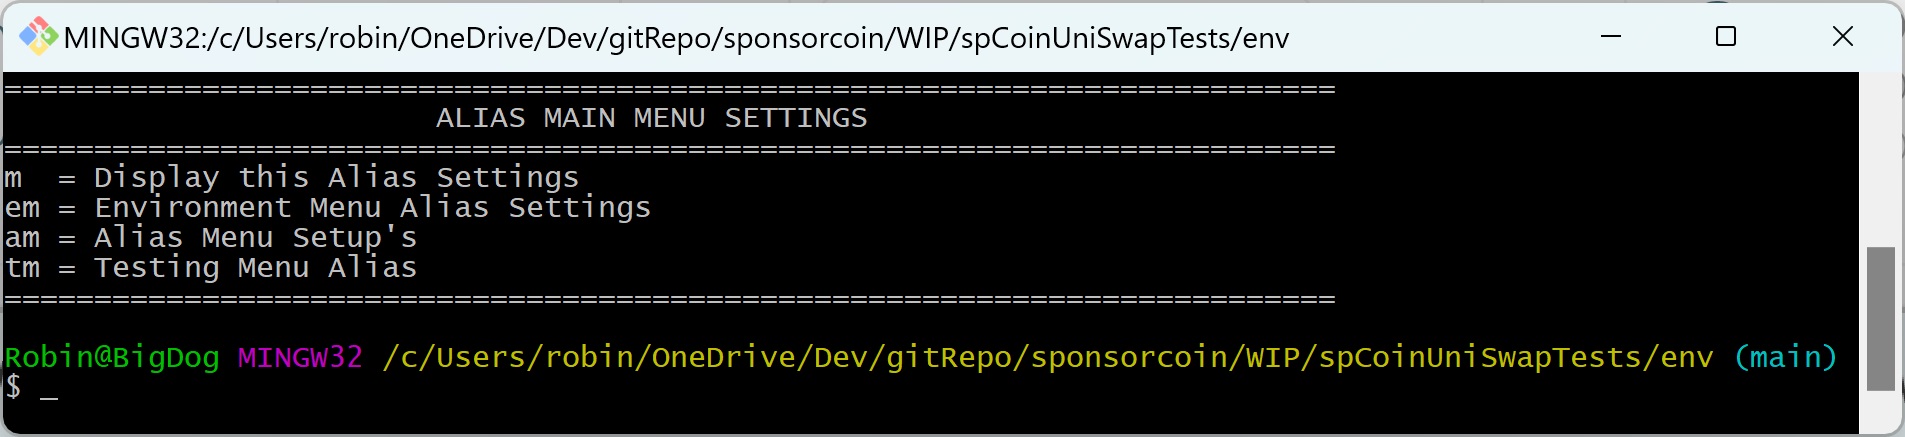 MINGW32:/c/Users/robin/OneDrive/Dev/gitRepo/sponsorcoin/WIP/spCoinUniSwapTests/env
==========================================================================
ALIAS MAIN MENU SETTINGS
==========================================================================
m  = Display this Alias Settings
em = Environment Menu Alias Settings
am = Alias Menu Setup's
tm = Testing Menu Alias
==========================================================================
Robin@BigDog MINGW32 /c/Users/robin/OneDrive/Dev/gitRepo/sponsorcoin/WIP/spCoinUniSwapTests/env (main)
$ _